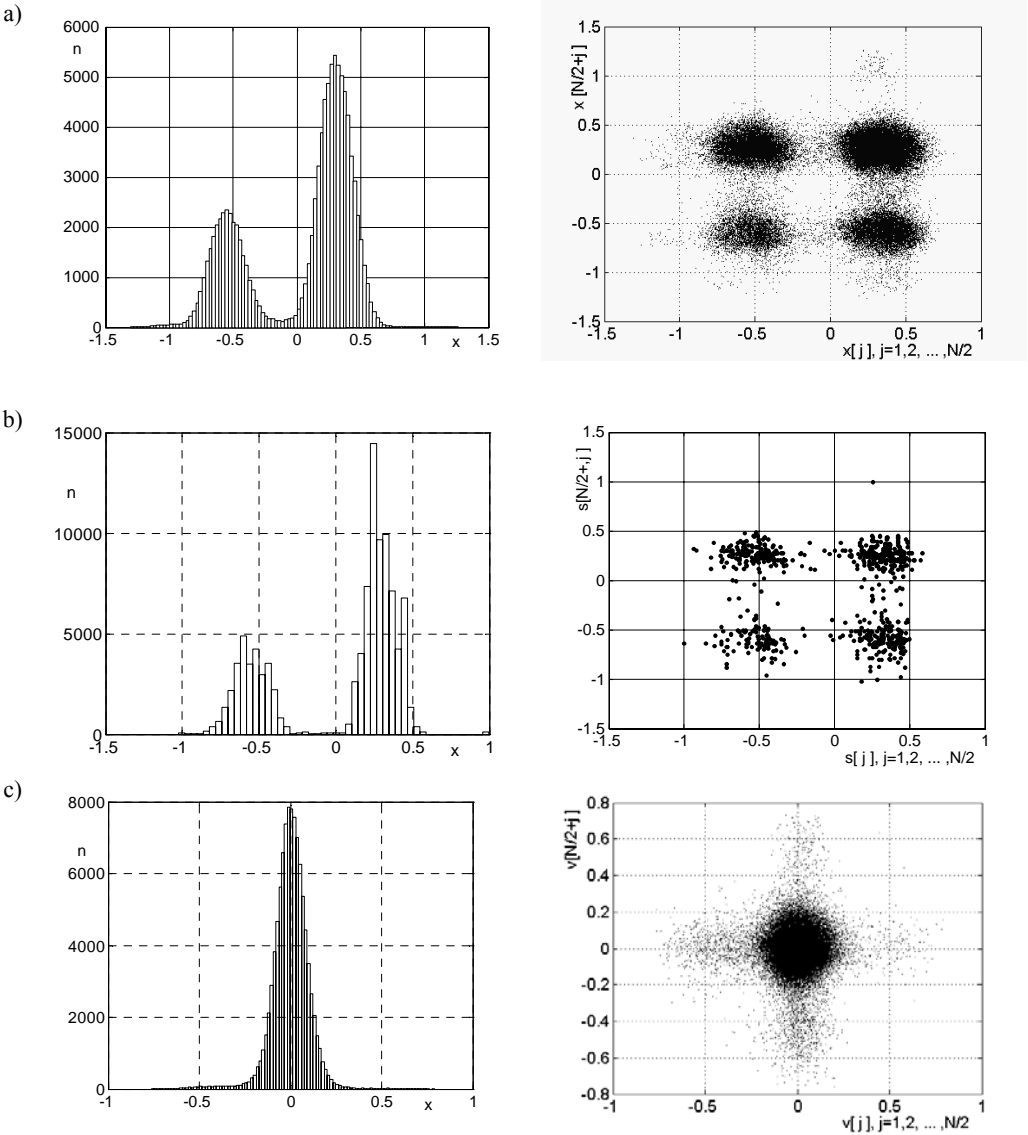 a)
6000
n
5000
4000
3000
2000
1000
0
-1.5 -1 -0.5 0 0.5 1 x 1.5
1.5
x [N/2+j]
1
0.5
0
-0.5
-1
-1.5
-1.5 -1 -0.5 0 0.5 1
x[ j ], j=1,2, ... ,N/2
b)
15000
n
10000
5000
0
-1.5 -1 -0.5 0 0.5 x 1
1.5
s[N/2+,j]
1
0.5
0
-0.5
-1
-1.5
-1.5 -1 -0.5 0 0.5 1
s[ j ], j=1,2, ... ,N/2
c)
8000
n
6000
4000
2000
0
-1 -0.5 0 0.5 x 1
0.8
v[N/2+j]
0.6
0.4
0.2
0
-0.2
-0.4
-0.6
-0.8
-1 -0.5 0 0.5 1
v[ j ], j=1,2, ... ,N/2